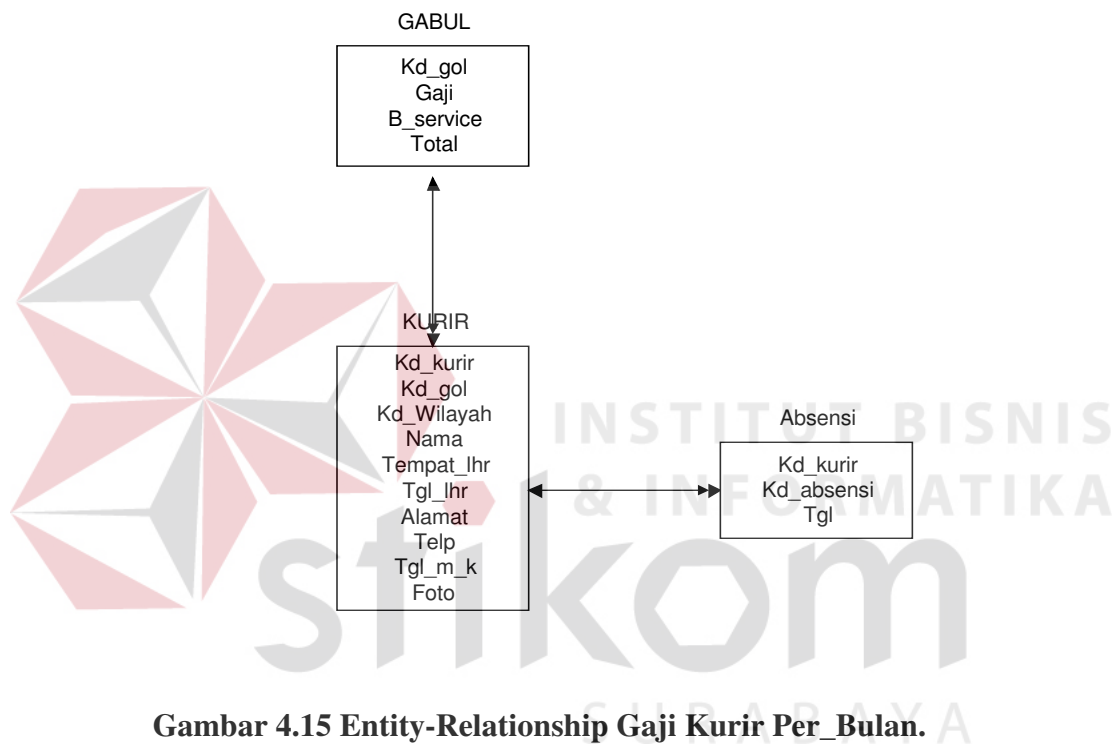 GABUL
Kd_gol
Gaji
B_service
Total
KURIR
Kd_kurir
Kd_gol
Kd_Wilayah
Nama
Tempat_lhr
Tgl_lhr
Alamat
Telp
Tgl_m_k
Foto
Absensi
Kd_kurir
Kd_absensi
Tgl
INSTITUT BISNIS
& INFORMATIKA
stikom
SURABAYA
Gambar 4.15 Entity-Relationship Gaji Kurir Per_Bulan.